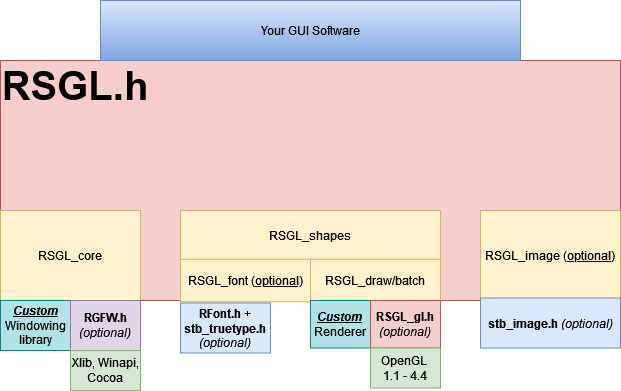 Your GUI Software
RSGL.h
RSGL_core
RSGL_shapes
RSGL_font (optional)
RSGL_draw/batch
RSGL_image (optional)
Custom
Windowing
library
RGFW.h
(optional)
Xlib, Winapi,
Cocoa
RFont.h +
stb_truetype.h
(optional)
Custom
Renderer
RSGL_gl.h
(optional)
OpenGL
1.1 - 4.4
stb_image.h (optional)